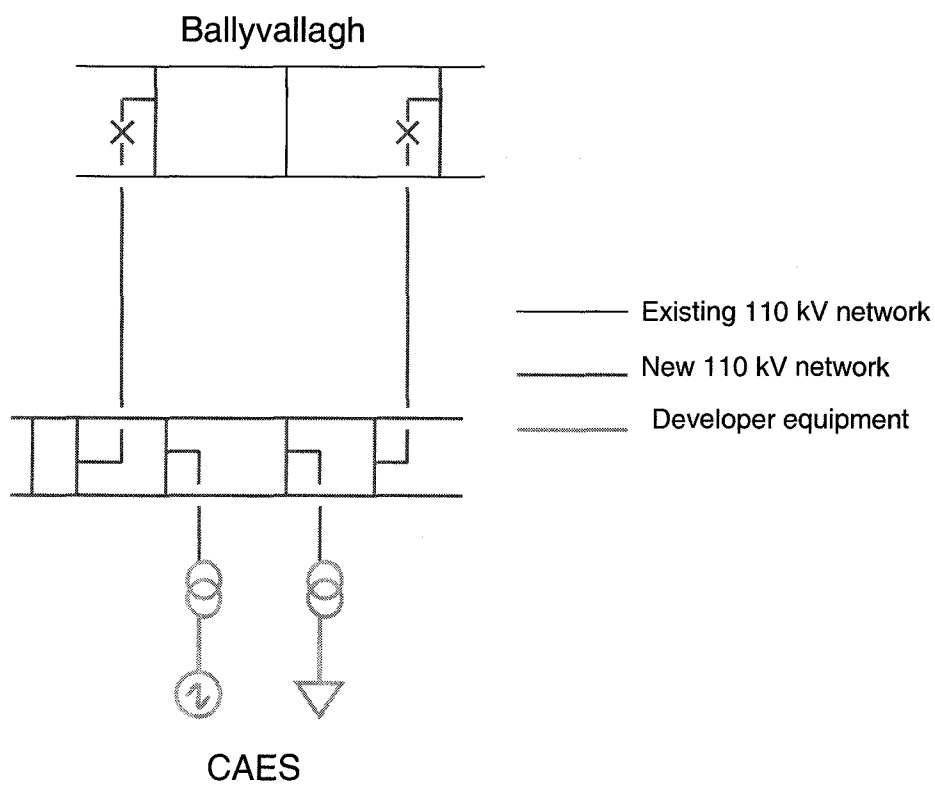 Ballyvallagh
Existing 110 kV network
New 110 kV network
Developer equipment
CAES